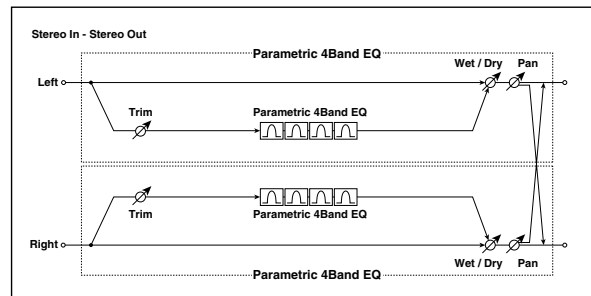 Stereo In - Stereo Out
Parametric 4Band EQ
Wet / Dry
Pan
Left
Trim
Parametric 4Band EQ
Parametric 4Band EQ
Trim
Right
Wet / Dry
Pan
Parametric 4Band EQ